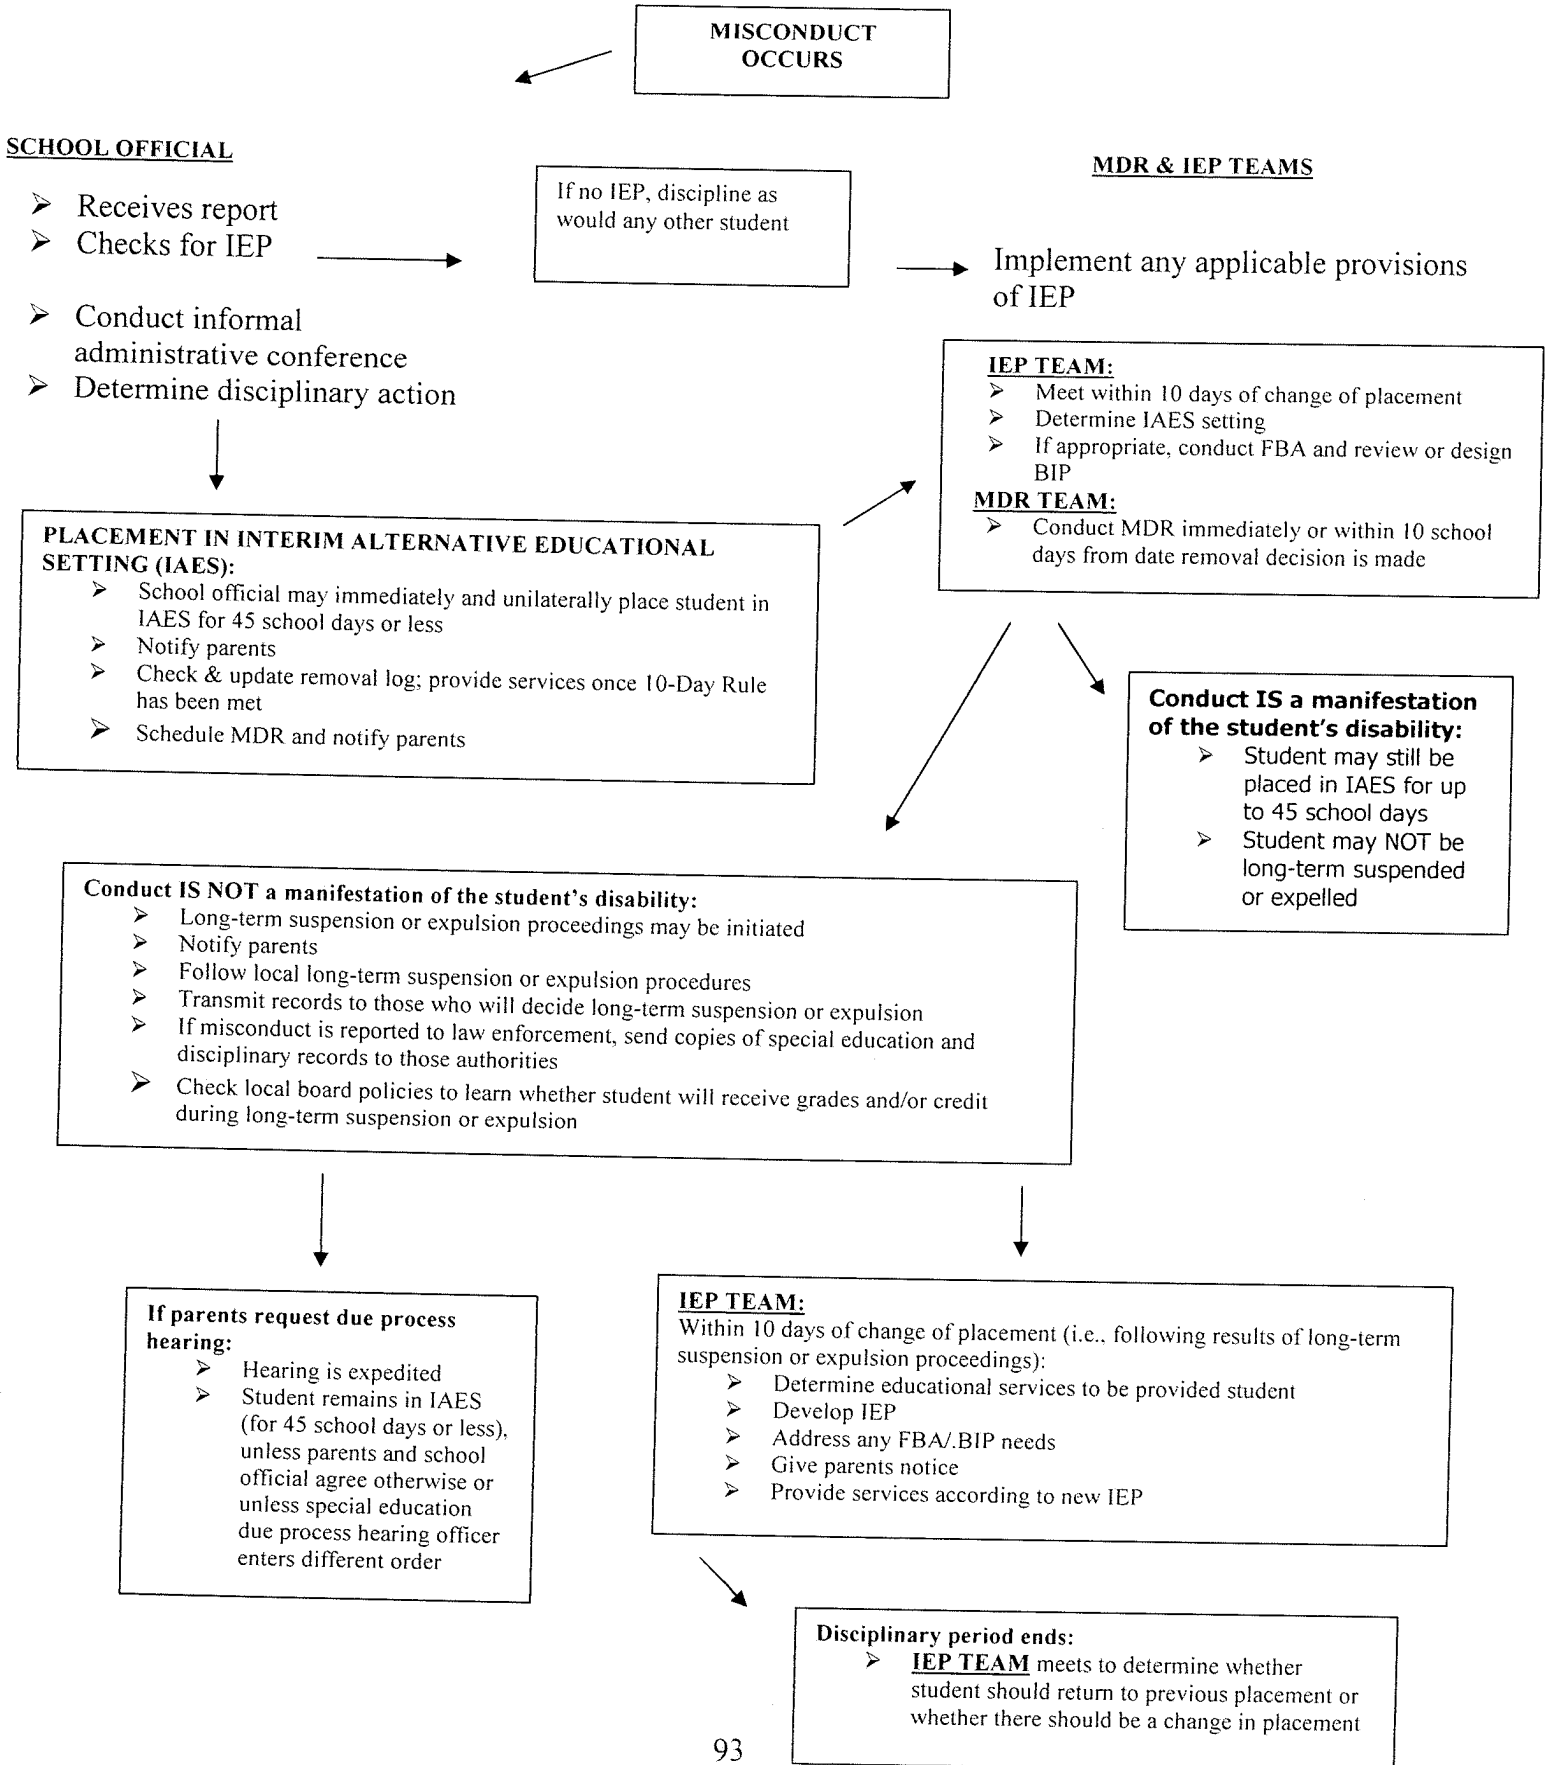 MISCONDUCT
OCCURS
SCHOOL OFFICIAL
➢ Receives report
➢ Checks for IEP
➢ Conduct informal
administrative conference
➢ Determine disciplinary action
If no IEP, discipline as
would any other student
MDR & IEP TEAMS
Implement any applicable provisions
of IEP
IEP TEAM:
➢ Meet within 10 days of change of placement
➢ Determine IAES setting
➢ If appropriate, conduct FBA and review or design
BIP
MDR TEAM:
➢ Conduct MDR immediately or within 10 school
days from date removal decision is made
PLACEMENT IN INTERIM ALTERNATIVE EDUCATIONAL
SETTING (IAES):
➢ School official may immediately and unilaterally place student in
IAES for 45 school days or less
➢ Notify parents
➢ Check & update removal log; provide services once 10-Day Rule
has been met
➢ Schedule MDR and notify parents
Conduct IS a manifestation
of the student's disability:
➢ Student may still be
placed in IAES for up
to 45 school days
➢ Student may NOT be
long-term suspended
or expelled
Conduct IS NOT a manifestation of the student's disability:
➢ Long-term suspension or expulsion proceedings may be initiated
➢ Notify parents
➢ Follow local long-term suspension or expulsion procedures
➢ Transmit records to those who will decide long-term suspension or expulsion
➢ If misconduct is reported to law enforcement, send copies of special education and
disciplinary records to those authorities
➢ Check local board policies to learn whether student will receive grades and/or credit
during long-term suspension or expulsion
If parents request due process
hearing:
➢ Hearing is expedited
➢ Student remains in IAES
(for 45 school days or less),
unless parents and school
official agree otherwise or
unless special education
due process hearing officer
enters different order
IEP TEAM:
Within 10 days of change of placement (i.e., following results of long-term
suspension or expulsion proceedings):
➢ Determine educational services to be provided student
➢ Develop IEP
➢ Address any FBA/.BIP needs
➢ Give parents notice
➢ Provide services according to new IEP
Disciplinary period ends:
➢ IEP TEAM meets to determine whether
student should return to previous placement or
whether there should be a change in placement
93